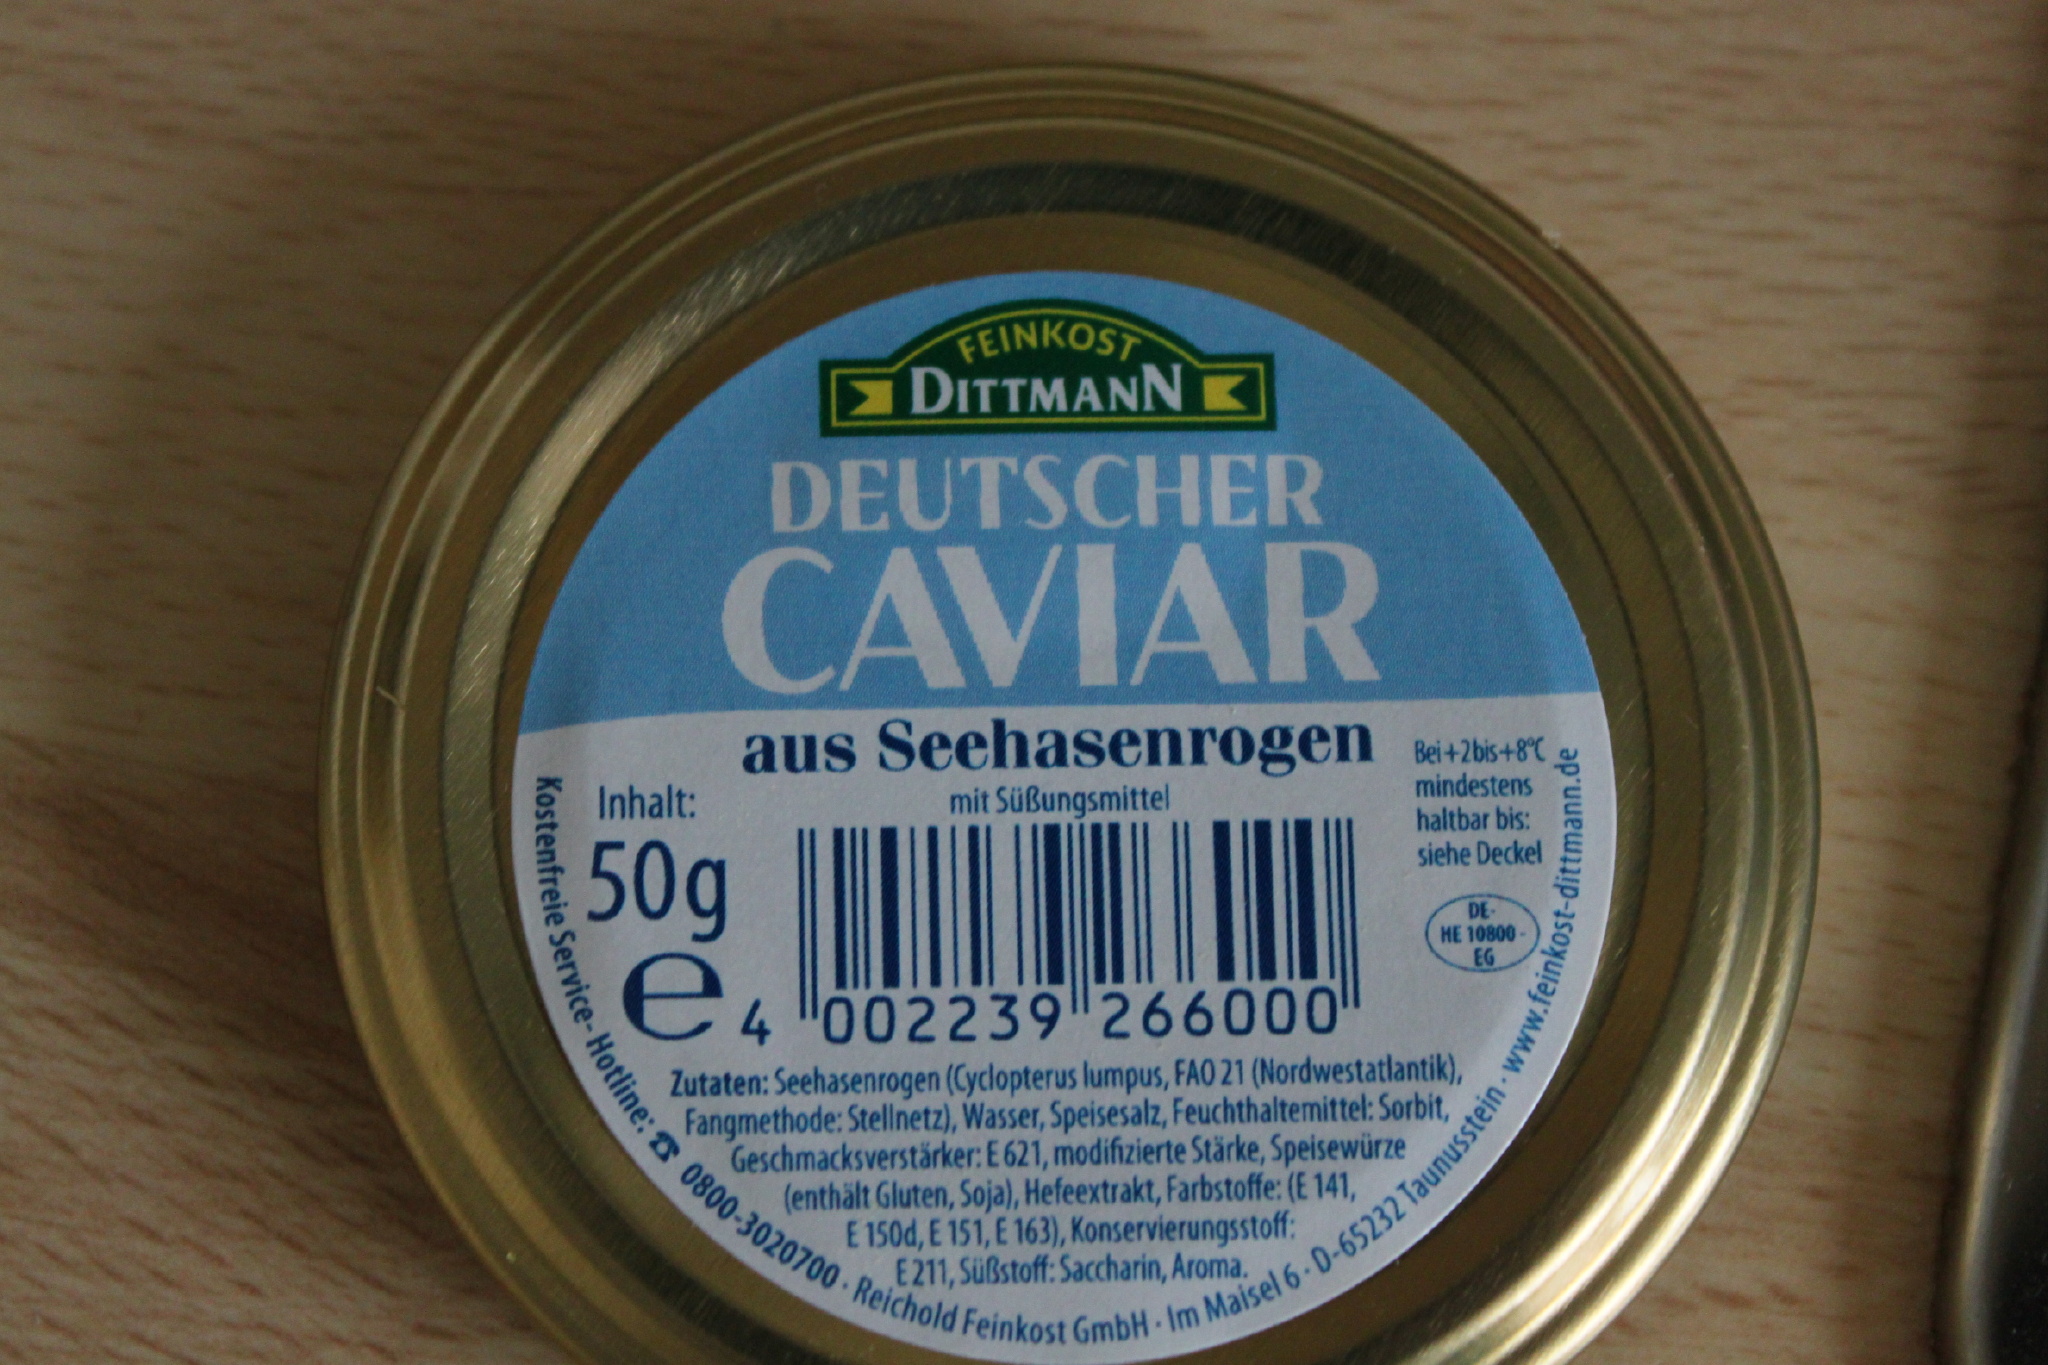 FEINKOST
DITTMANN
DEUTSCHER
CAVIAR
aus Seehasenrogen
mit Süßungsmittel
Inhalt:
50g
e
4 002239 266000
Bei +2 bis +8°C
mindestens
haltbar bis:
siehe Deckel
DE-
HE 10800 -
EG
Zutaten: Seehasenrogen (Cyclopterus lumpus, FAO 21 (Nordwestatlantik),
Fangmethode: Stellnetz), Wasser, Speisesalz, Feuchthaltemittel: Sorbit,
Geschmacksverstärker: E 621, modifizierte Stärke, Speisewürze
(enthält Gluten, Soja), Hefeextrakt, Farbstoffe: (E 141,
E 150d, E 151, E 163), Konservierungsstoff:
E 211, Süßstoff: Saccharin, Aroma.
Kostenfreie Service-Hotline: ☎ 0800-3020700 · Reichold Feinkost GmbH · Im Maisel 6 · D-65232 Taunusstein · www.feinkost-dittmann.de